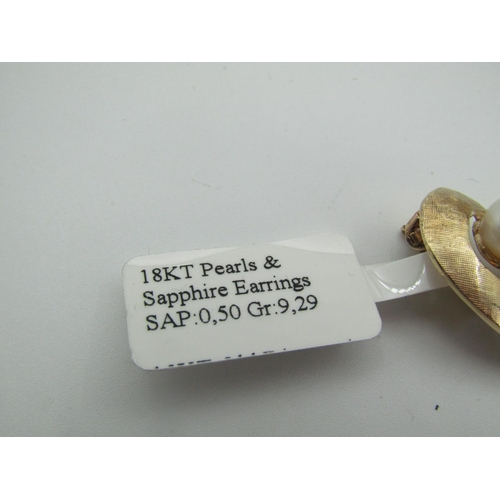 18KT Pearls &
Sapphire Earrings
SAP:0,50 Gr:9,29